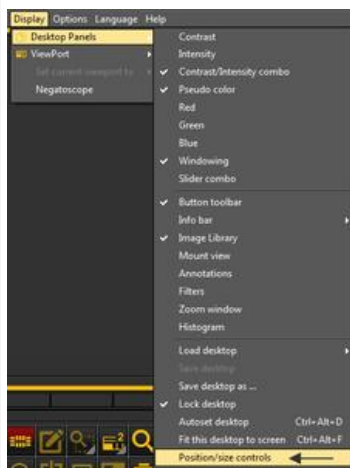 Display Options Language Help
Desktop Panels
ViewPort
Set current viewport to
Negatoscope
Contrast
Intensity
Contrast/Intensity combo
Pseudo color
Red
Green
Blue
Windowing
Slider combo
Button toolbar
Info bar
Image Library
Mount view
Annotations
Filters
Zoom window
Histogram
Load desktop
Save desktop
Save desktop as ...
Lock desktop
Autoset desktop Ctrl+Alt+D
Fit this desktop to screen Ctrl+Alt+F
Position/size controls